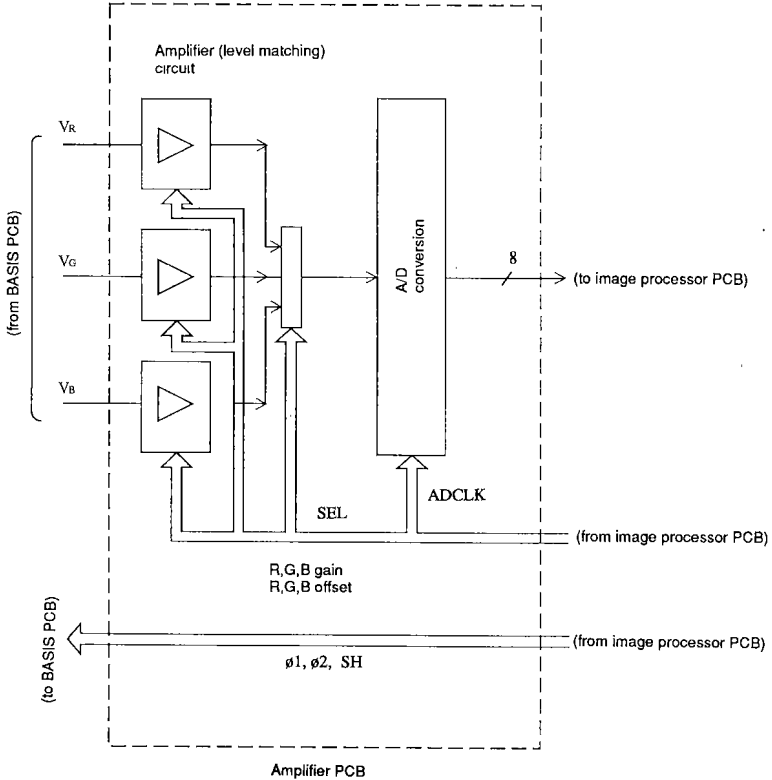 Amplifier (level matching)
circuit
VR
VG
VB
(from BASIS PCB)
A/D
conversion
8
(to image processor PCB)
SEL
ADCLK
(from image processor PCB)
R,G,B gain
R,G,B offset
(to BASIS PCB)
(from image processor PCB)
ø1, ø2, SH
Amplifier PCB